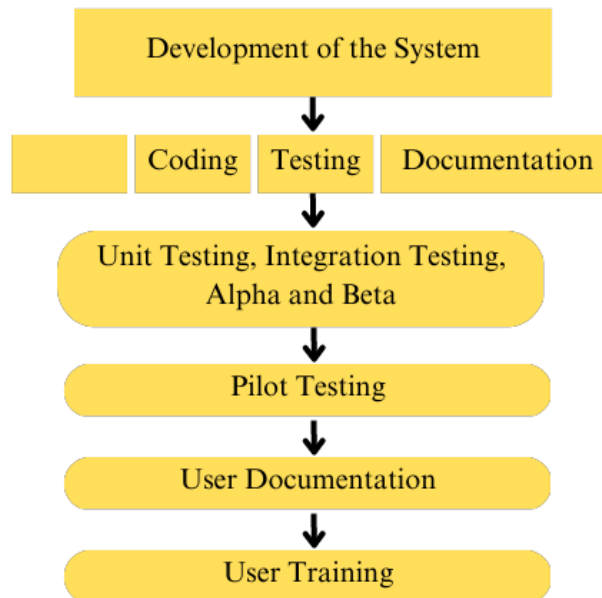 Development of the System
Coding
Testing
Documentation
Unit Testing, Integration Testing,
Alpha and Beta
Pilot Testing
User Documentation
User Training